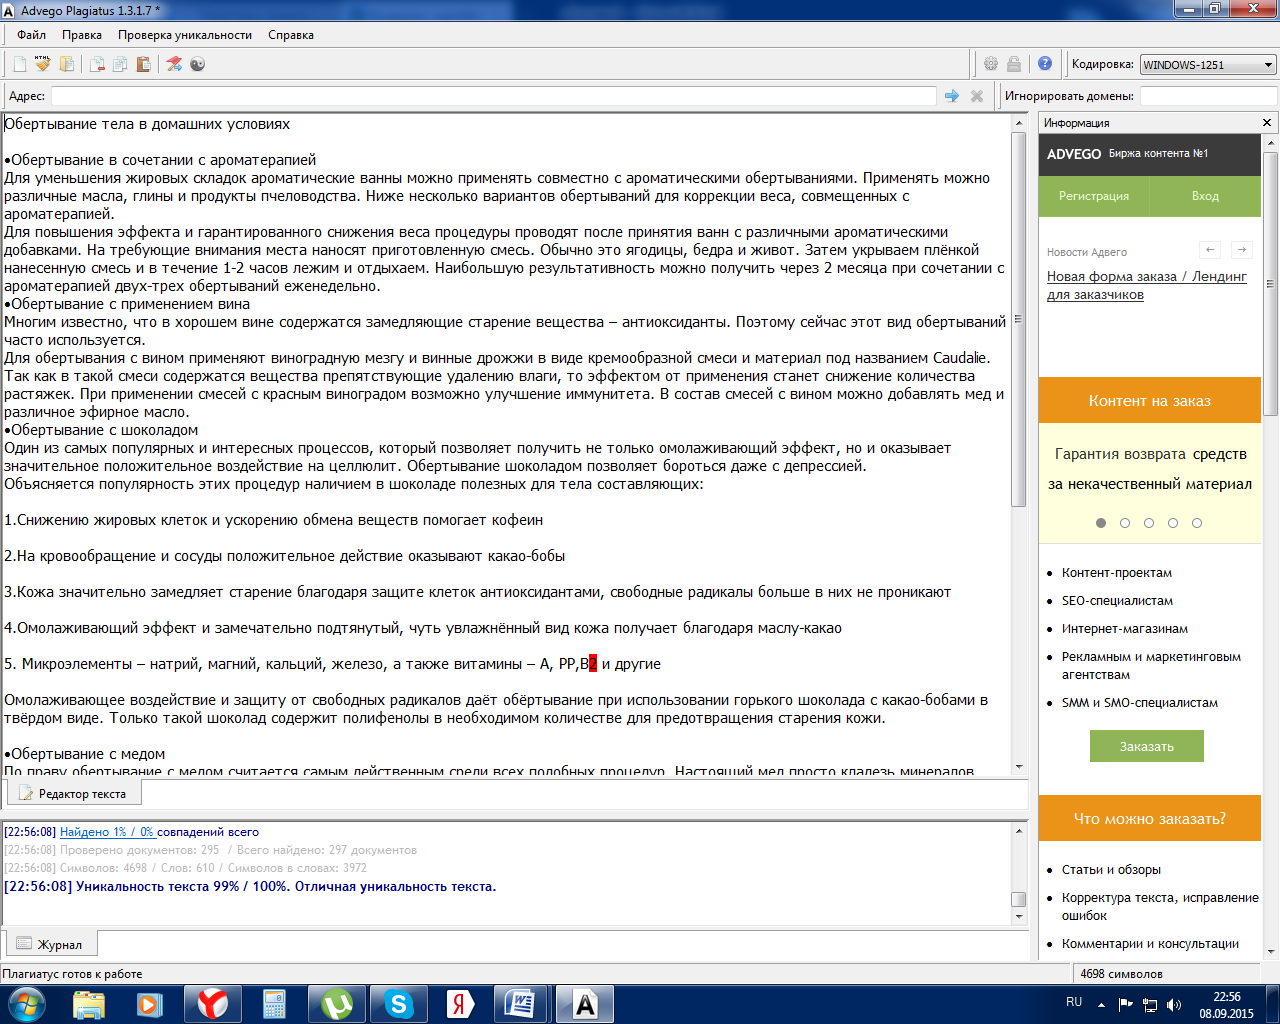 Advego Plagiatus 1.3.1.7 *
Файл Правка Проверка уникальности Справка
Кодировка: WINDOWS-1251
Адрес:
Игнорировать домены:
Обертывание тела в домашних условиях
•Обертывание в сочетании с ароматерапией
Для уменьшения жировых складок ароматические ванны можно применять совместно с ароматическими обертываниями. Применять можно
различные масла, глины и продукты пчеловодства. Ниже несколько вариантов обертываний для коррекции веса, совмещенных с
ароматерапией.
Для повышения эффекта и гарантированного снижения веса процедуры проводят после принятия ванн с различными ароматическими
добавками. На требующие внимания места наносят приготовленную смесь. Обычно это ягодицы, бедра и живот. Затем укрываем плёнкой
нанесенную смесь и в течение 1-2 часов лежим и отдыхаем. Наибольшую результативность можно получить через 2 месяца при сочетании с
ароматерапией двух-трех обертываний еженедельно.
•Обертывание с применением вина
Многим известно, что в хорошем вине содержатся замедляющие старение вещества – антиоксиданты. Поэтому сейчас этот вид обертываний
часто используется.
Для обертывания с вином применяют виноградную мезгу и винные дрожжи в виде кремообразной смеси и материал под названием Caudalie.
Так как в такой смеси содержатся вещества препятствующие удалению влаги, то эффектом от применения станет снижение количества
растяжек. При применении смесей с красным виноградом возможно улучшение иммунитета. В состав смесей с вином можно добавлять мед и
различное эфирное масло.
•Обертывание с шоколадом
Один из самых популярных и интересных процессов, который позволяет получить не только омолаживающий эффект, но и оказывает
значительное положительное воздействие на целлюлит. Обертывание шоколадом позволяет бороться даже с депрессией.
Объясняется популярность этих процедур наличием в шоколаде полезных для тела составляющих:
1.Снижению жировых клеток и ускорению обмена веществ помогает кофеин
2.На кровообращение и сосуды положительное действие оказывают какао-бобы
3.Кожа значительно замедляет старение благодаря защите клеток антиоксидантами, свободные радикалы больше в них не проникают
4.Омолаживающий эффект и замечательно подтянутый, чуть увлажнённый вид кожа получает благодаря маслу-какао
5. Микроэлементы – натрий, магний, кальций, железо, а также витамины – А, РР,В2 и другие
Омолаживающее воздействие и защиту от свободных радикалов даёт обёртывание при использовании горького шоколада с какао-бобами в
твёрдом виде. Только такой шоколад содержит полифенолы в необходимом количестве для предотвращения старения кожи.
•Обертывание с медом
По праву обертывание с медом считается самым действенным среди всех подобных процедур. Настоящий мед просто кладезь минералов
Редактор текста
[22:56:08] Найдено 1% / 0% совпадений всего
[22:56:08] Проверено документов: 295 / Всего найдено: 297 документов
[22:56:08] Символов: 4698 / Слов: 610 / Символов в словах: 3972
[22:56:08] Уникальность текста 99% / 100%. Отличная уникальность текста.
Журнал
Плагиатус готов к работе
4698 символов
Информация
ADVEGO Биржа контента №1
Регистрация Вход
Новости Адвего
Новая форма заказа / Лендинг
для заказчиков
Контент на заказ
Гарантия возврата средств
за некачественный материал
• Контент-проектам
• SEO-специалистам
• Интернет-магазинам
• Рекламным и маркетинговым
агентствам
• SMM и SMO-специалистам
Заказать
Что можно заказать?
• Статьи и обзоры
• Корректура текста, исправление
ошибок
• Комментарии и консультации
RU
22:56
08.09.2015